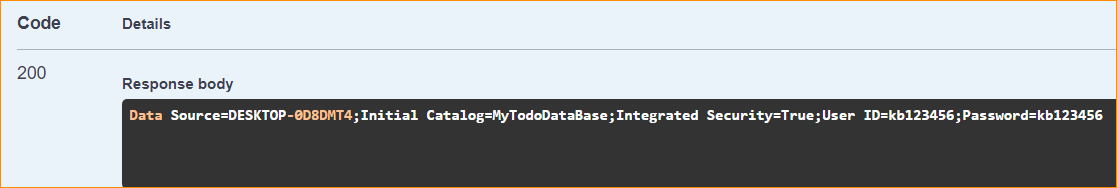 Code Details
200
Response body
Data Source=DESKTOP-0D8DMT4;Initial Catalog=MyTodoDataBase;Integrated Security=True;User ID=kb123456;Password=kb123456